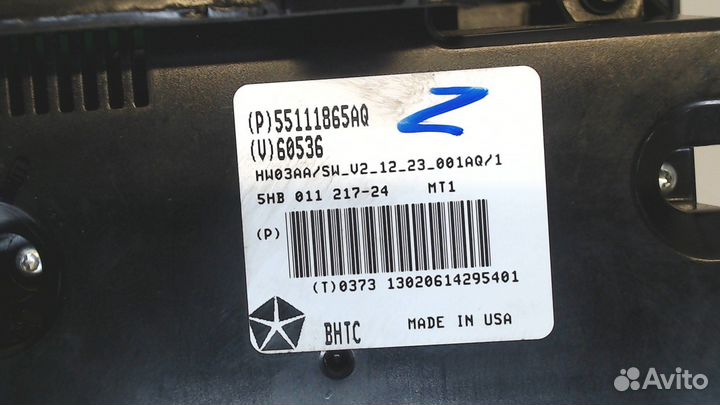 (P)55111865AQ
Z
(V)60536
HW03AA/SW_V2_12_23_001AQ/1
5HB 011 217-24 MT1
(P)
(T)0373 13020614295401
BHTC MADE IN USA
Avito